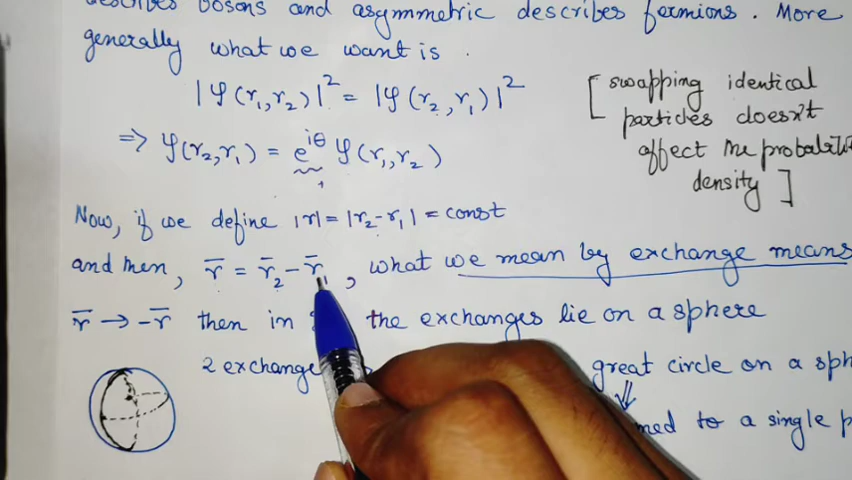 describes bosons and asymmetric describes fermions. More
generally what we want is.
|ψ(r₁,r₂)|² = |ψ(r₂,r₁)|²
⇒ ψ(r₂,r₁) = e^{iθ} ψ(r₁,r₂)
[swapping identical
particles doesn't
affect the
density]
Now, if we define |r| = |r₂-r₁| = const
and then, r̄ = r̄₂ - r̄₁, what we mean by exchange means
r̄ → -r̄ then in the exchanges lie on a sphere
2 exchange
great circle on a
⇓
to a single